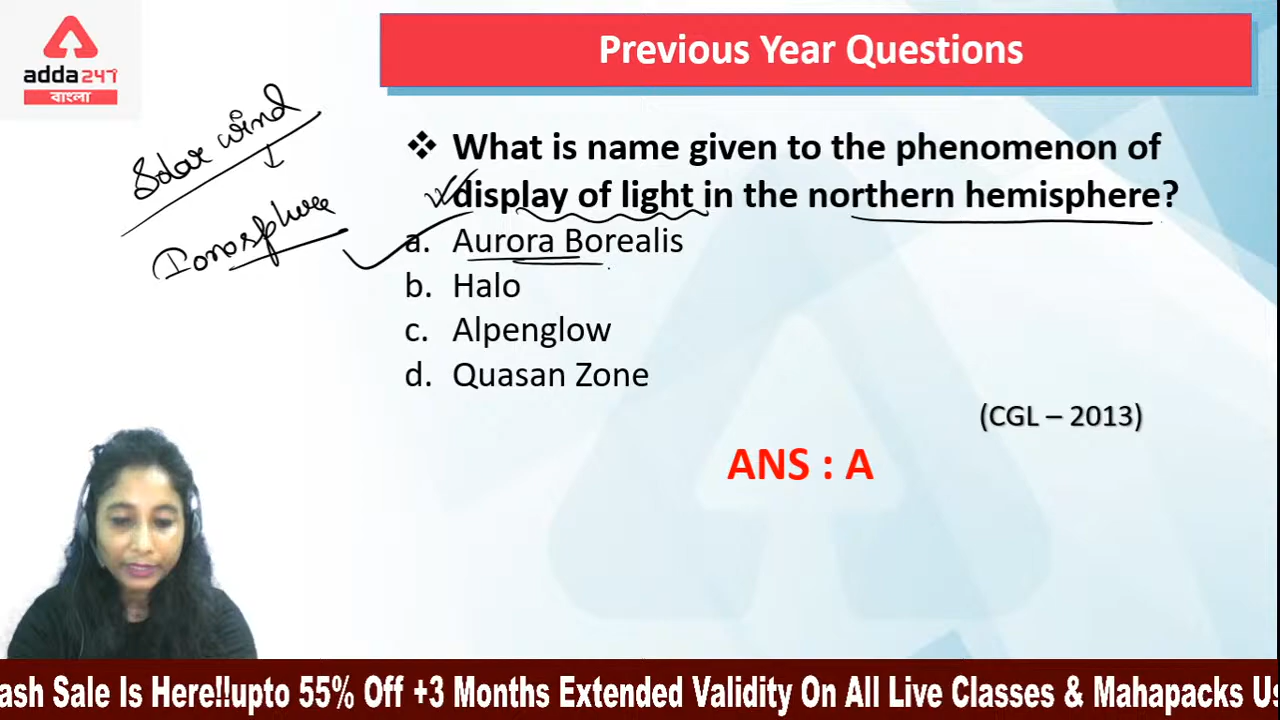 adda247
বাংলা
Previous Year Questions
Solar wind
Ionosphere
❖ What is name given to the phenomenon of
display of light in the northern hemisphere?
a. Aurora Borealis
b. Halo
c. Alpenglow
d. Quasan Zone
(CGL – 2013)
ANS : A
ash Sale Is Here!!upto 55% Off +3 Months Extended Validity On All Live Classes & Mahapacks Us